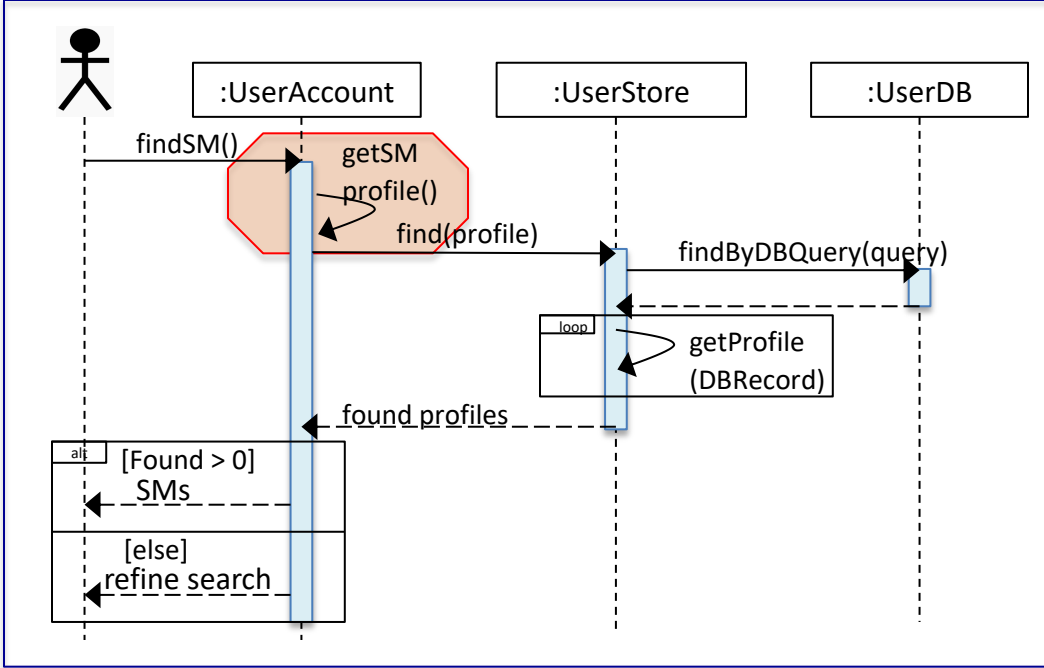 :UserAccount
:UserStore
:UserDB
findSM()
getSM
profile()
find(profile)
findByDBQuery(query)
loop
getProfile
(DBRecord)
found profiles
alt
[Found > 0]
SMs
[else]
refine search